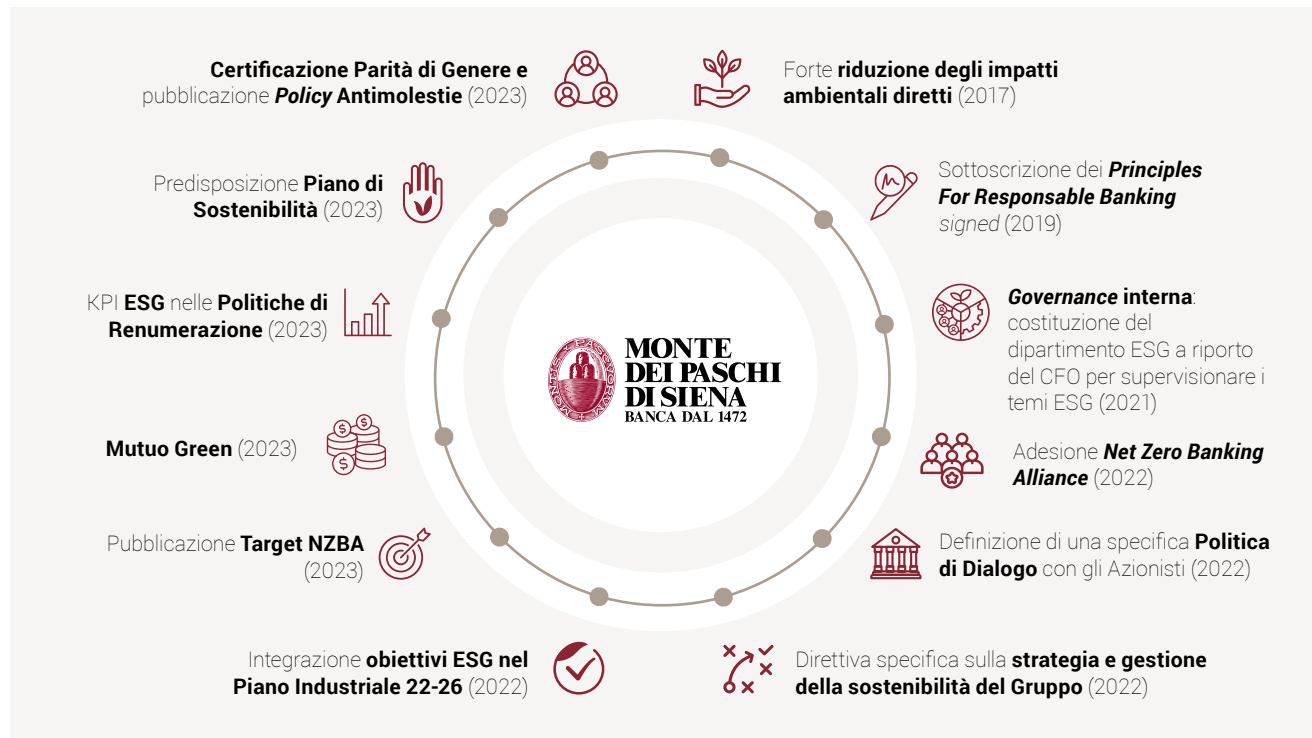 Certificazione Parità di Genere e
pubblicazione Policy Antimolestie (2023)
Forte riduzione degli impatti
ambientali diretti (2017)
Predisposizione Piano di
Sostenibilità (2023)
Sottoscrizione dei Principles
For Responsable Banking
signed (2019)
KPI ESG nelle Politiche di
Renumerazione (2023)
Governance interna:
costituzione del
dipartimento ESG a riporto
del CFO per supervisionare i
temi ESG (2021)
MONTIS PASCUORUM
MONTE
DEI PASCHI
DI SIENA
BANCA DAL 1472
Mutuo Green (2023)
Adesione Net Zero Banking
Alliance (2022)
Pubblicazione Target NZBA
(2023)
Definizione di una specifica Politica
di Dialogo con gli Azionisti (2022)
Integrazione obiettivi ESG nel
Piano Industriale 22-26 (2022)
Direttiva specifica sulla strategia e gestione
della sostenibilità del Gruppo (2022)